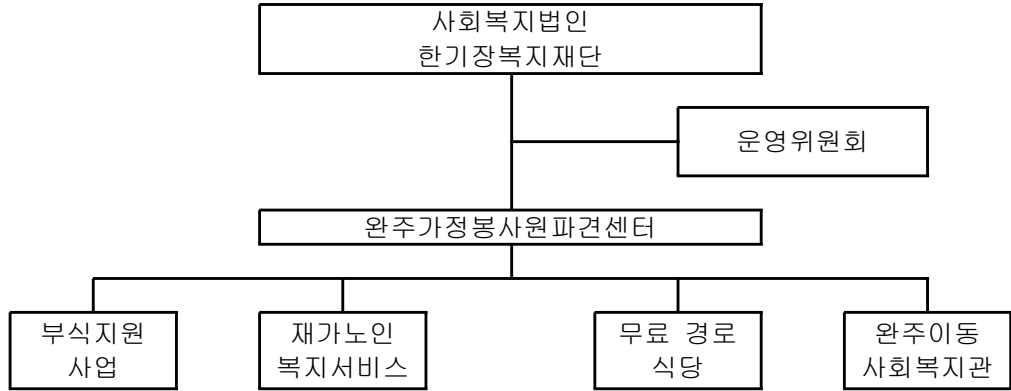 사회복지법인
한기장복지재단
운영위원회
완주가정봉사원파견센터
부식지원
사업
재가노인
복지서비스
무료 경로
식당
완주이동
사회복지관